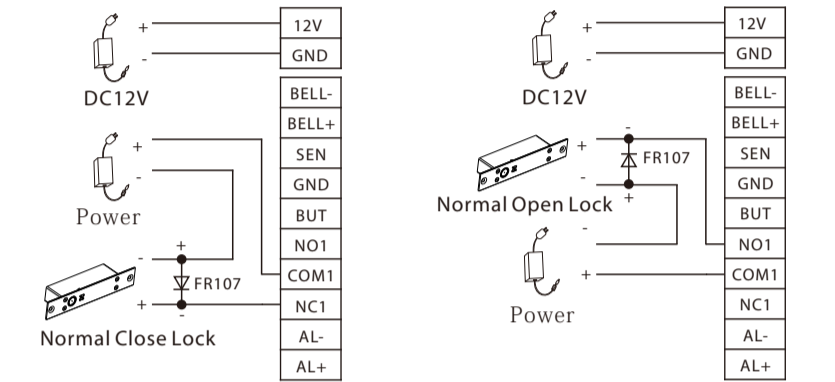 + 12V
- GND
DC12V
BELL-
BELL+
+ SEN
- GND
Power
BUT
+ NO1
- COM1
FR107
+ NC1
-
Normal Close Lock
AL-
AL+
+ 12V
- GND
DC12V
BELL-
BELL+
-
+ FR107 SEN
- GND
Normal Open Lock
+
BUT
- NO1
+ COM1
Power
NC1
AL-
AL+